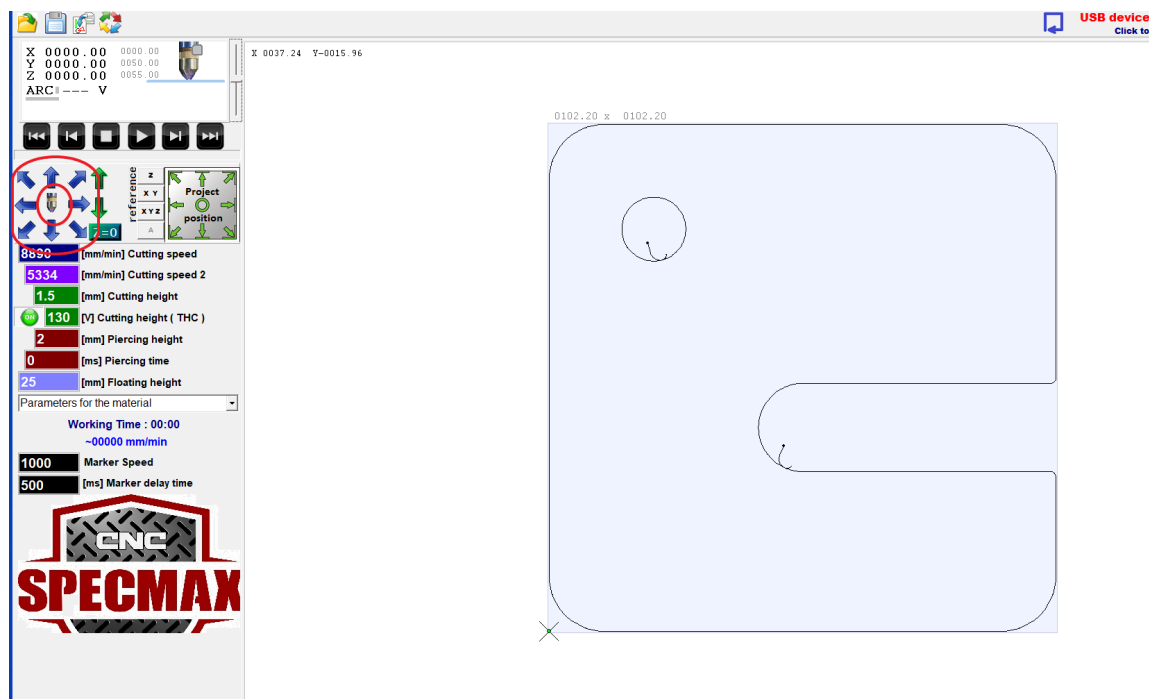 USB device
Click to
X 0000.00 0000.00
Y 0000.00 0050.00
Z 0000.00 0055.00
ARC --- V
X 0037.24 Y-0015.96
0102.20 x 0102.20
reference
Z
X Y
X Y Z
A
Project
position
Z=0
8890 [mm/min] Cutting speed
5334 [mm/min] Cutting speed 2
1.5 [mm] Cutting height
ON 130 [V] Cutting height ( THC )
2 [mm] Piercing height
0 [ms] Piercing time
25 [mm] Floating height
Parameters for the material
Working Time : 00:00
~00000 mm/min
1000 Marker Speed
500 [ms] Marker delay time
CNC
SPECMAX